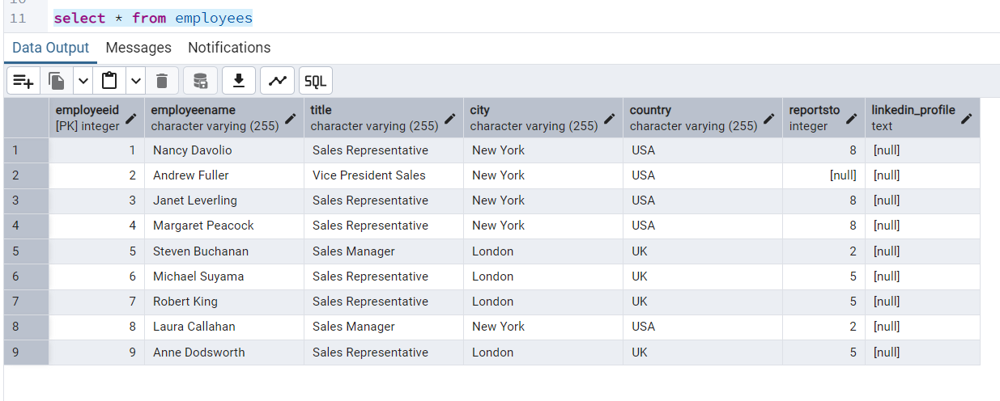 11 select * from employees
Data Output Messages Notifications
SQL
employeeid employeename title city country reportsto linkedin_profile
[PK] integer character varying (255) character varying (255) character varying (255) character varying (255) integer text
1 1 Nancy Davolio Sales Representative New York USA 8 [null]
2 2 Andrew Fuller Vice President Sales New York USA [null] [null]
3 3 Janet Leverling Sales Representative New York USA 8 [null]
4 4 Margaret Peacock Sales Representative New York USA 8 [null]
5 5 Steven Buchanan Sales Manager London UK 2 [null]
6 6 Michael Suyama Sales Representative London UK 5 [null]
7 7 Robert King Sales Representative London UK 5 [null]
8 8 Laura Callahan Sales Manager New York USA 2 [null]
9 9 Anne Dodsworth Sales Representative London UK 5 [null]